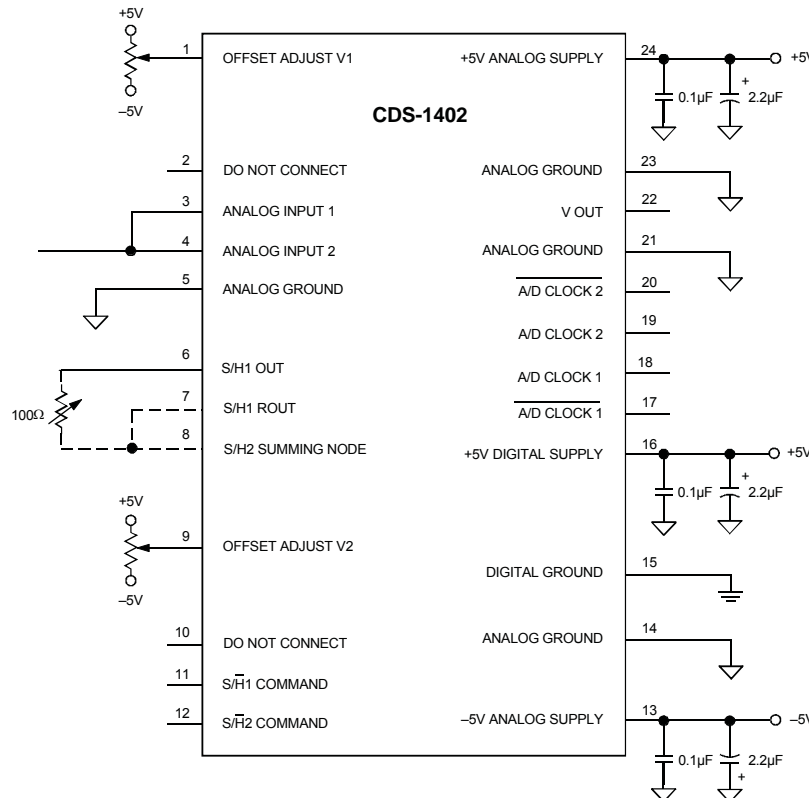 +5V
1
OFFSET ADJUST V1
–5V
CDS-1402
2
DO NOT CONNECT
3
ANALOG INPUT 1
4
ANALOG INPUT 2
5
ANALOG GROUND
6
S/H1 OUT
100Ω
7
S/H1 ROUT
8
S/H2 SUMMING NODE
+5V
9
OFFSET ADJUST V2
–5V
10
DO NOT CONNECT
11
S/H̅1 COMMAND
12
S/H̅2 COMMAND
+5V ANALOG SUPPLY
24
+5V
0.1µF
+
2.2µF
ANALOG GROUND
23
V OUT
22
ANALOG GROUND
21
A/D CLOCK 2
20
A/D CLOCK 2
19
A/D CLOCK 1
18
A/D CLOCK 1
17
+5V DIGITAL SUPPLY
16
+5V
0.1µF
+
2.2µF
DIGITAL GROUND
15
ANALOG GROUND
14
–5V ANALOG SUPPLY
13
–5V
0.1µF
2.2µF
+